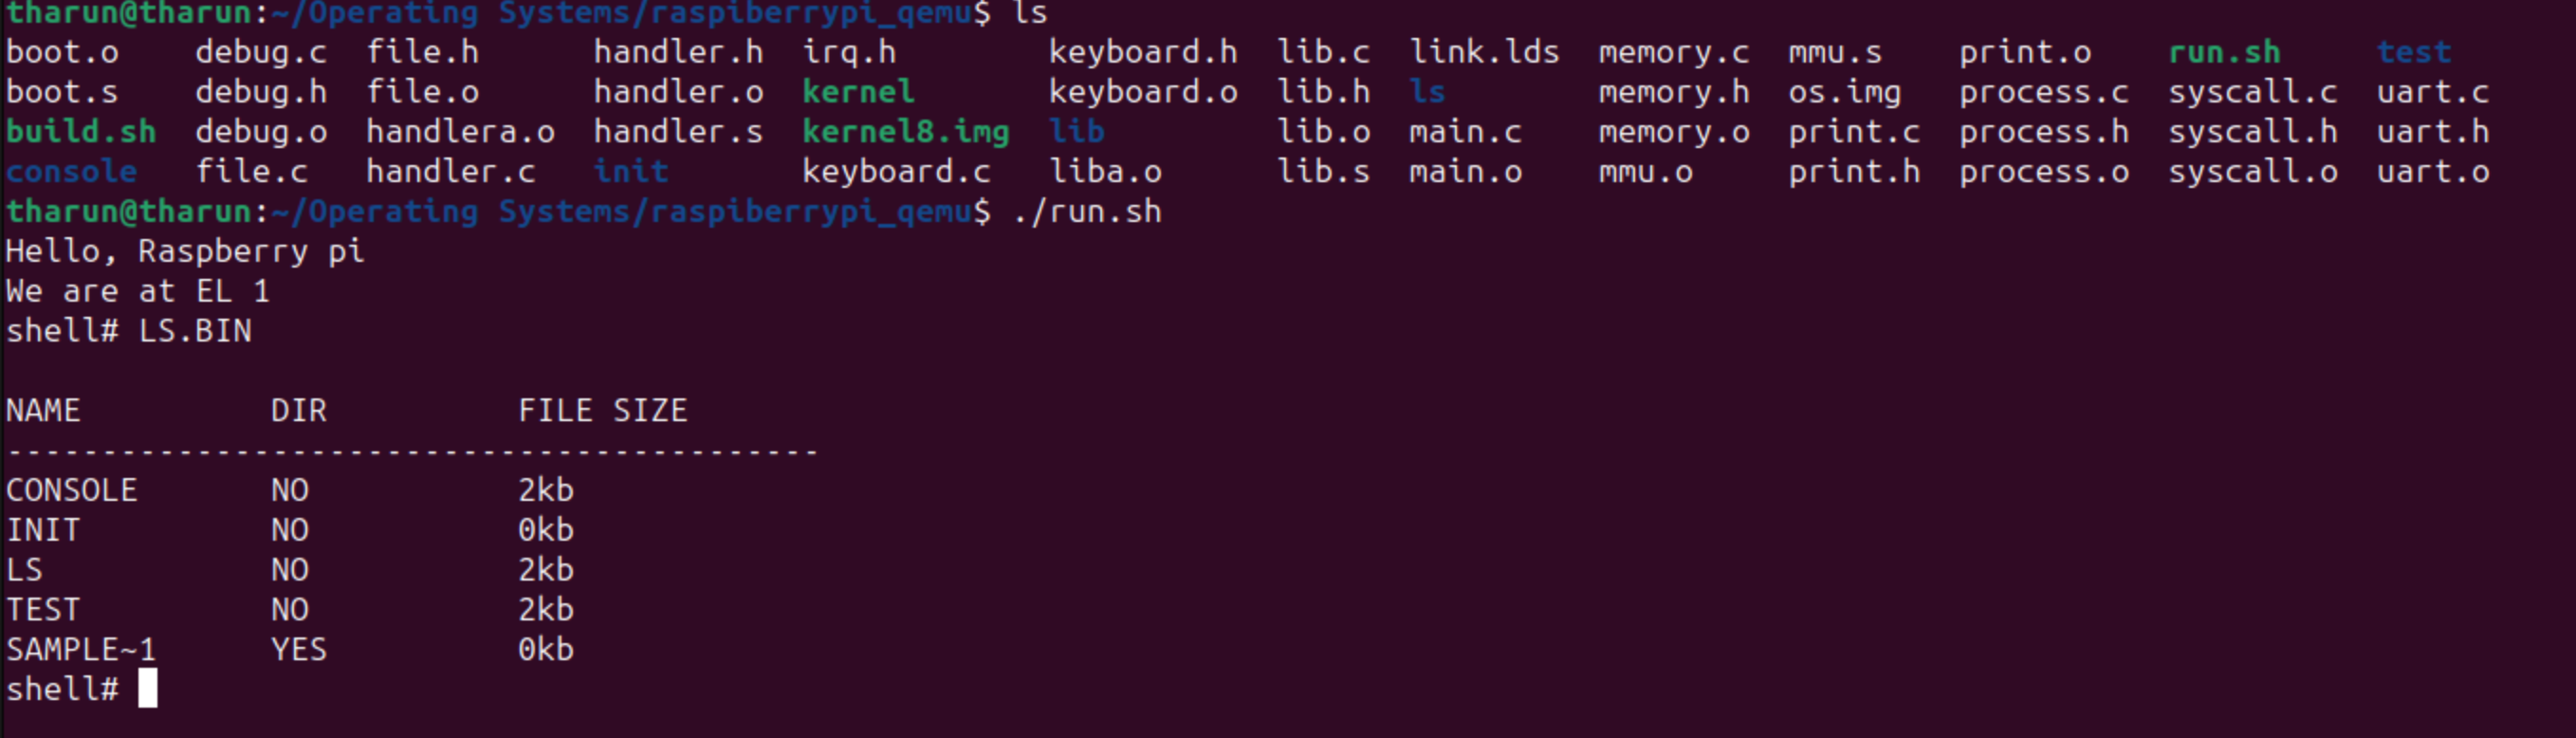 tharun@tharun:~/Operating Systems/raspiberrypi_qemu$ ls
boot.o debug.c file.h handler.h irq.h keyboard.h lib.c link.lds memory.c mmu.s print.o run.sh test
boot.s debug.h file.o handler.o kernel keyboard.o lib.h ls memory.h os.img process.c syscall.c uart.c
build.sh debug.o handlera.o handler.s kernel8.img lib lib.o main.c memory.o print.c process.h syscall.h uart.h
console file.c handler.c init keyboard.c liba.o lib.s main.o mmu.o print.h process.o syscall.o uart.o
tharun@tharun:~/Operating Systems/raspiberrypi_qemu$ ./run.sh
Hello, Raspberry pi
We are at EL 1
shell# LS.BIN
NAME DIR FILE SIZE
-------------------------------------------
CONSOLE NO 2kb
INIT NO 0kb
LS NO 2kb
TEST NO 2kb
SAMPLE~1 YES 0kb
shell#